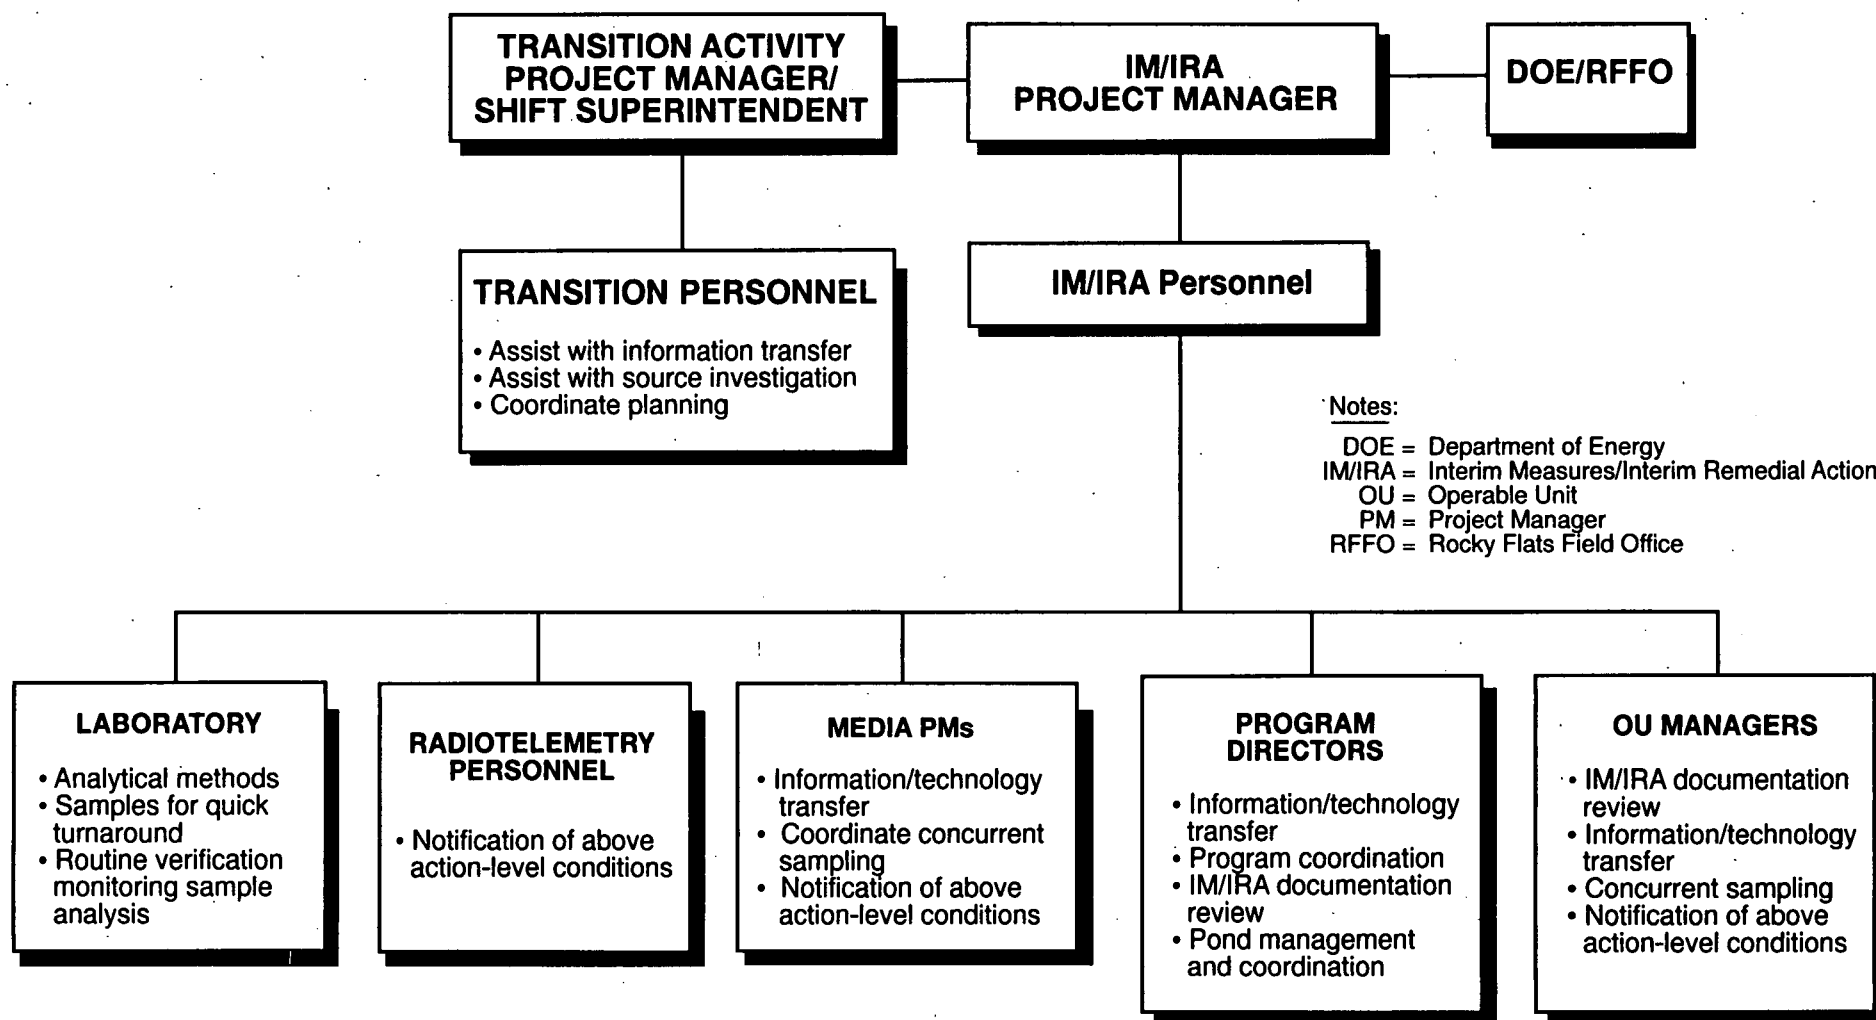 TRANSITION ACTIVITY
PROJECT MANAGER/
SHIFT SUPERINTENDENT
IM/IRA
PROJECT MANAGER
DOE/RFFO
TRANSITION PERSONNEL
• Assist with information transfer
• Assist with source investigation
• Coordinate planning
IM/IRA Personnel
Notes:
DOE = Department of Energy
IM/IRA = Interim Measures/Interim Remedial Action
OU = Operable Unit
PM = Project Manager
RFFO = Rocky Flats Field Office
LABORATORY
• Analytical methods
• Samples for quick
turnaround
• Routine verification
monitoring sample
analysis
RADIOTELEMETRY
PERSONNEL
• Notification of above
action-level conditions
MEDIA PMs
• Information/technology
transfer
• Coordinate concurrent
sampling
• Notification of above
action-level conditions
PROGRAM
DIRECTORS
• Information/technology
transfer
• Program coordination
• IM/IRA documentation
review
• Pond management
and coordination
OU MANAGERS
• IM/IRA documentation
review
• Information/technology
transfer
• Concurrent sampling
• Notification of above
action-level conditions